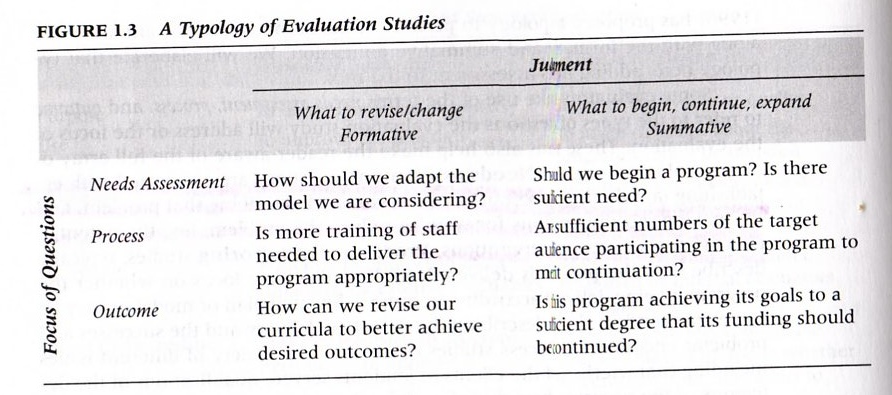 FIGURE 1.3 A Typology of Evaluation Studies
Judgment
What to revise/change
Formative
What to begin, continue, expand
Summative
Focus of Questions
Needs Assessment
How should we adapt the
model we are considering?
Should we begin a program? Is there
sufficient need?
Process
Is more training of staff
needed to deliver the
program appropriately?
Are sufficient numbers of the target
audience participating in the program to
merit continuation?
Outcome
How can we revise our
curricula to better achieve
desired outcomes?
Is this program achieving its goals to a
sufficient degree that its funding should
be continued?